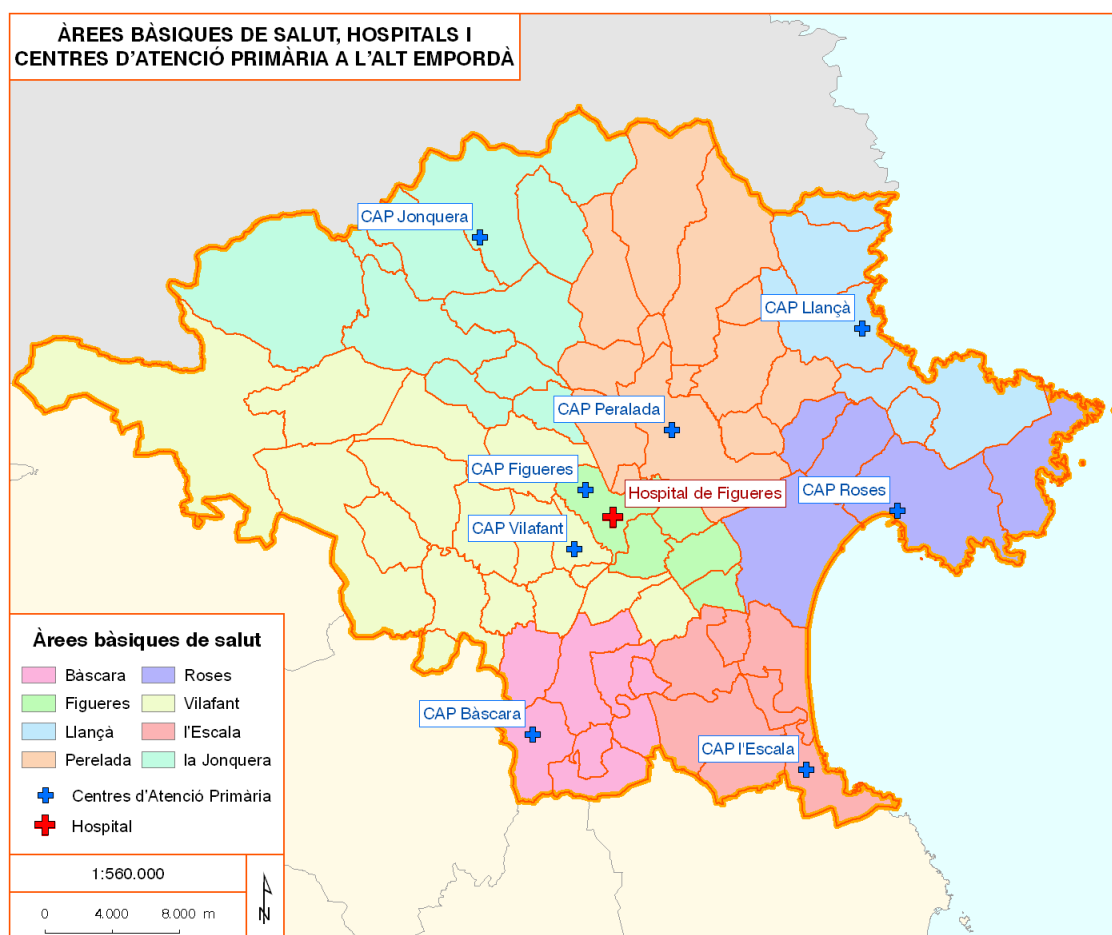 ÀREES BÀSIQUES DE SALUT, HOSPITALS I
CENTRES D'ATENCIÓ PRIMÀRIA A L'ALT EMPORDÀ
CAP Jonquera
CAP Llançà
CAP Peralada
CAP Figueres
Hospital de Figueres
CAP Roses
CAP Vilafant
CAP Bàscara
CAP l'Escala
Àrees bàsiques de salut
Bàscara
Roses
Figueres
Vilafant
Llançà
l'Escala
Perelada
la Jonquera
Centres d'Atenció Primària
Hospital
1:560.000
0 4.000 8.000 m
N